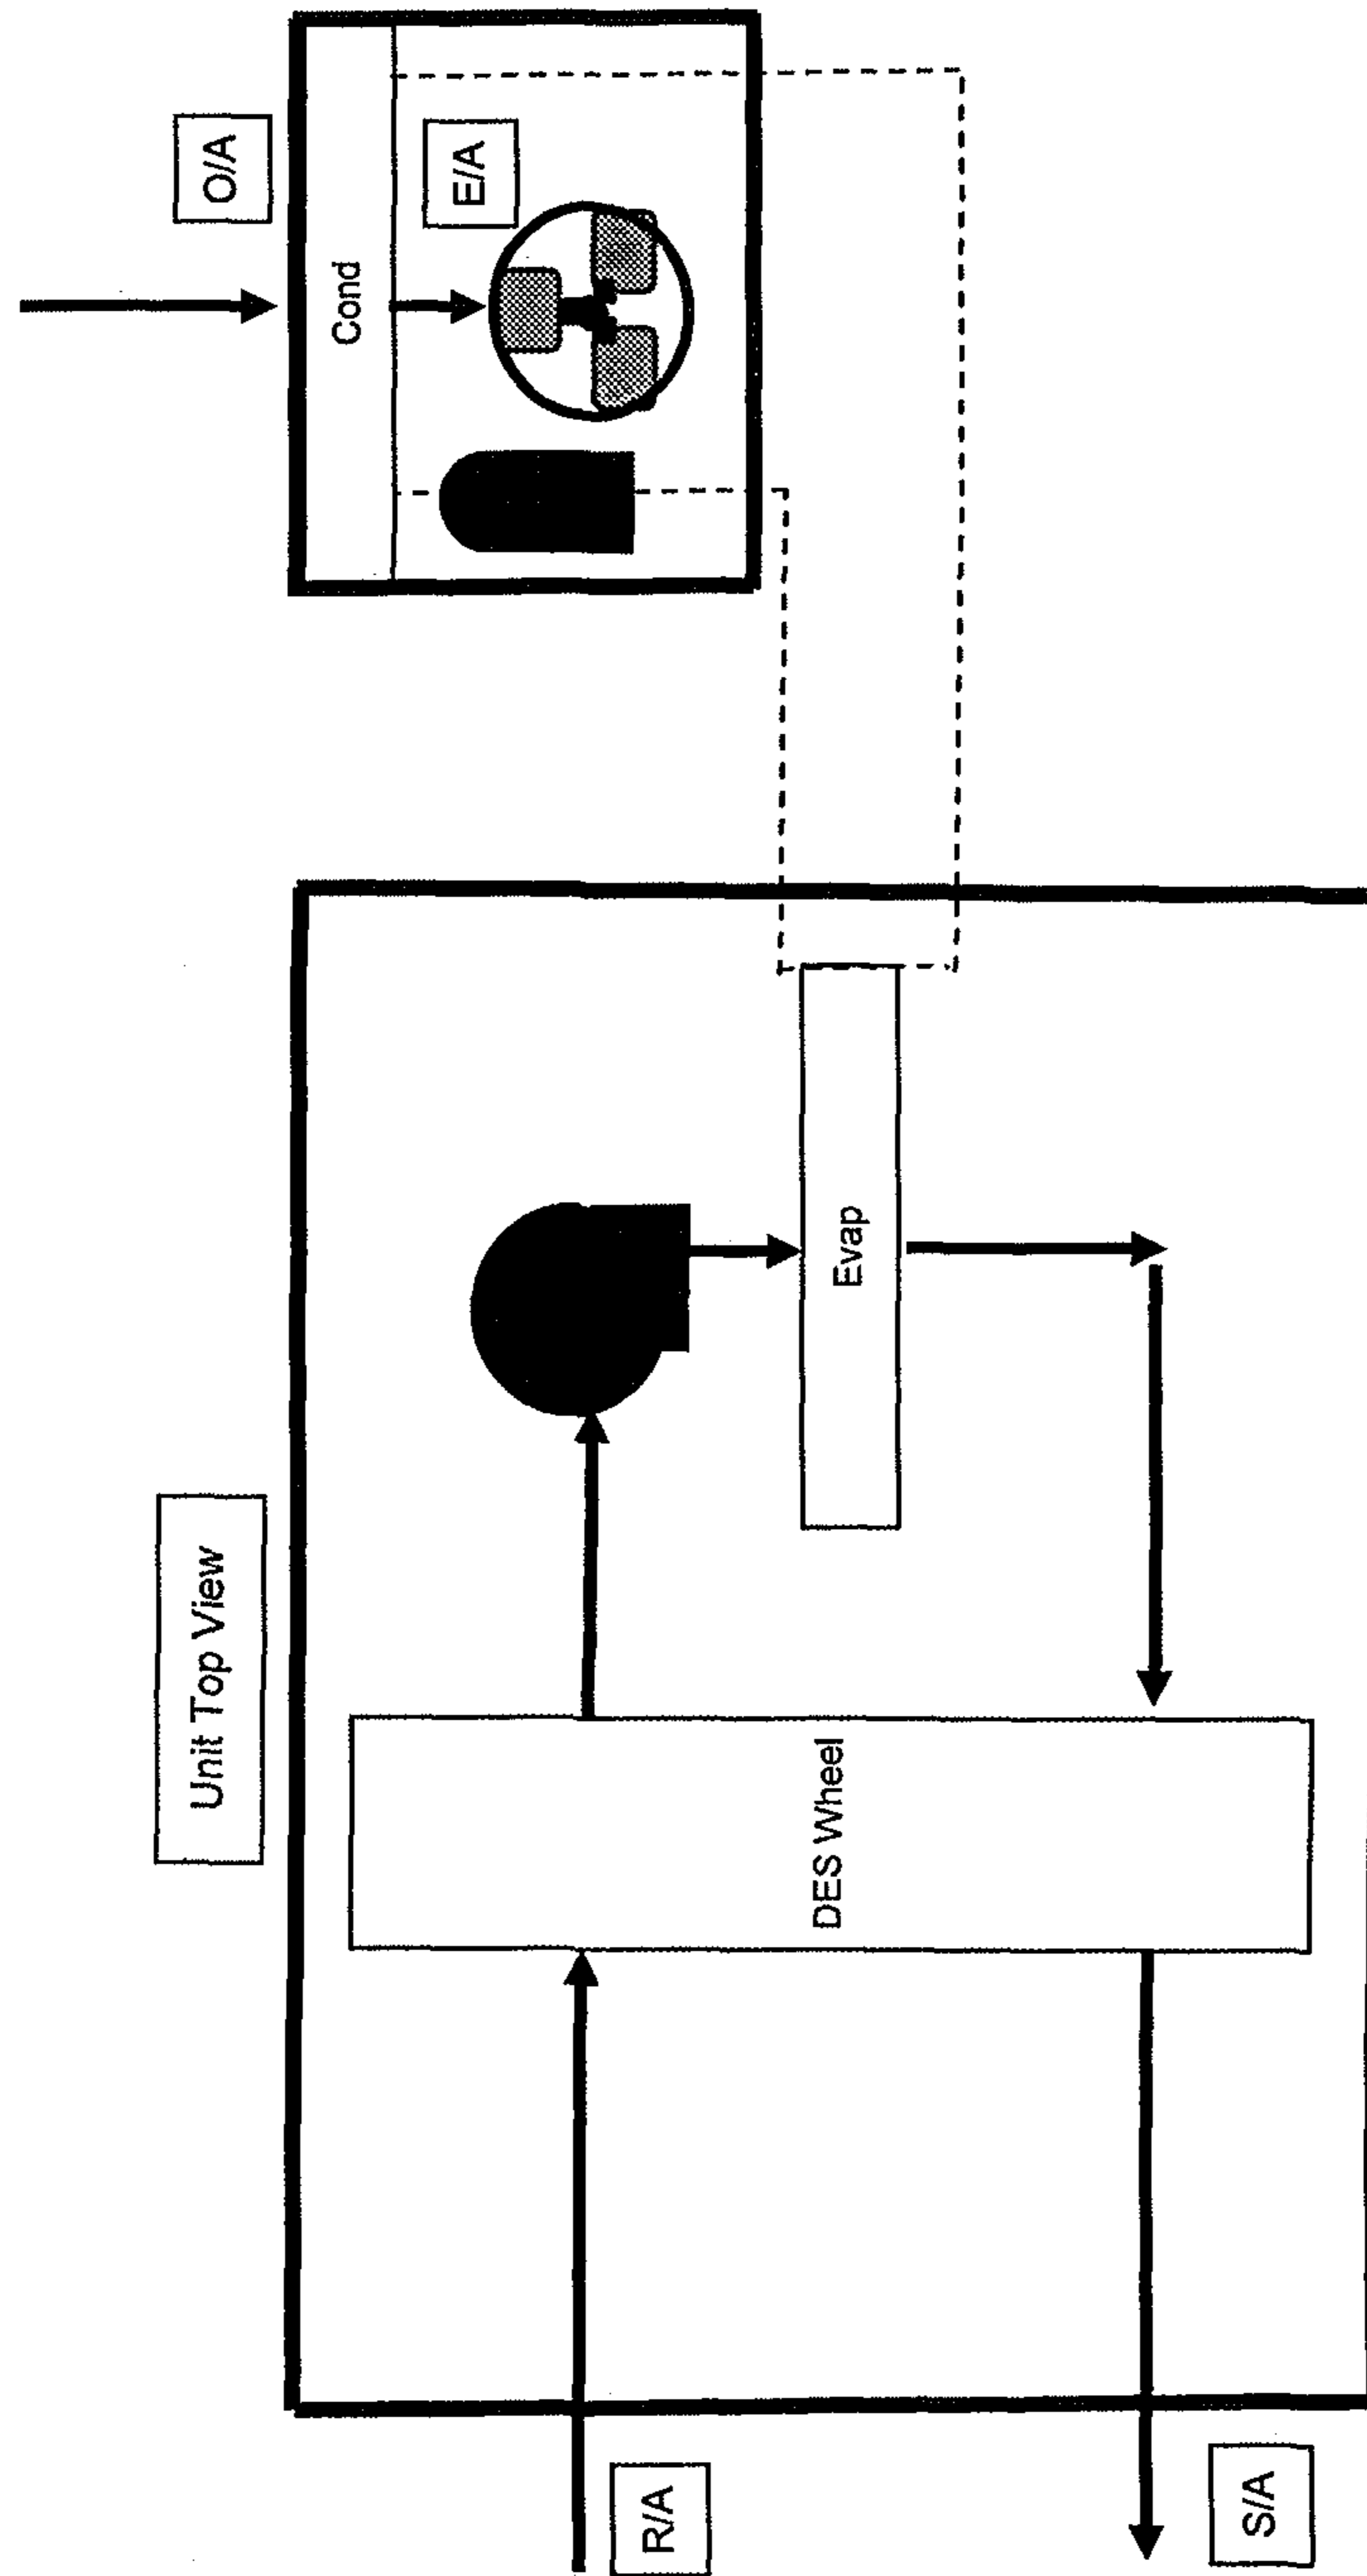 Unit Top View
O/A
Cond
E/A
Evap
DES Wheel
R/A
S/A